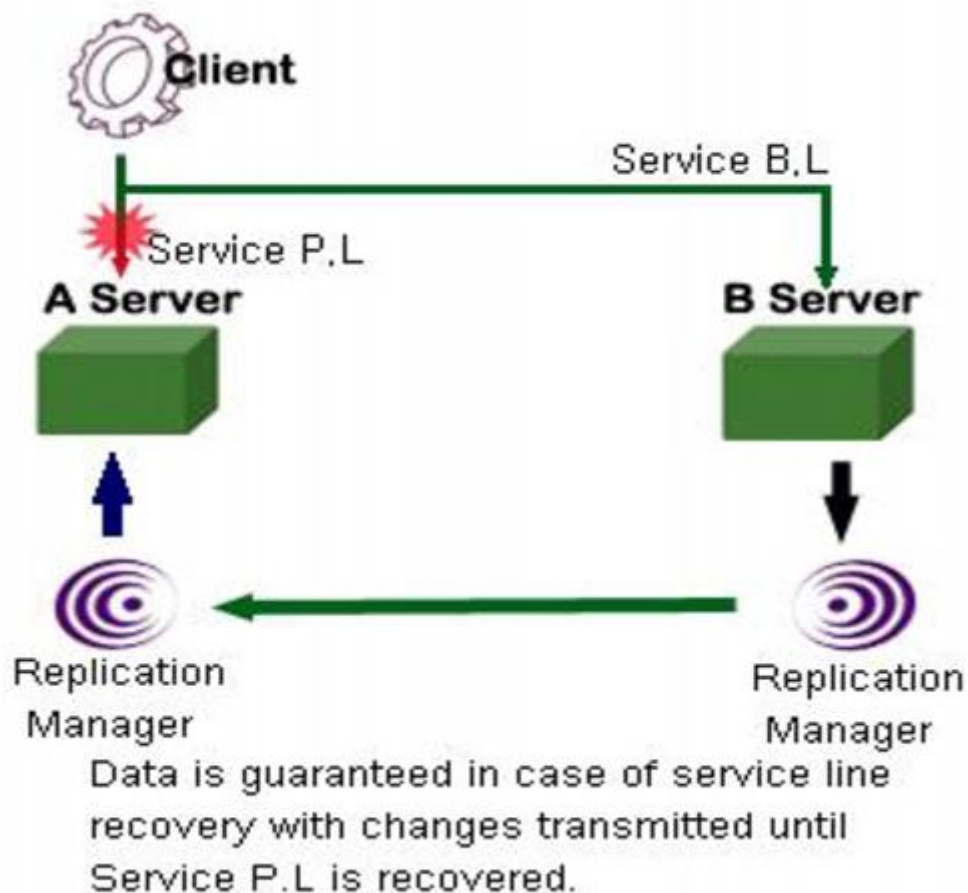 Client
Service B,L
Service P,L
A Server
B Server
Replication
Manager
Replication
Manager
Data is guaranteed in case of service line
recovery with changes transmitted until
Service P.L is recovered.